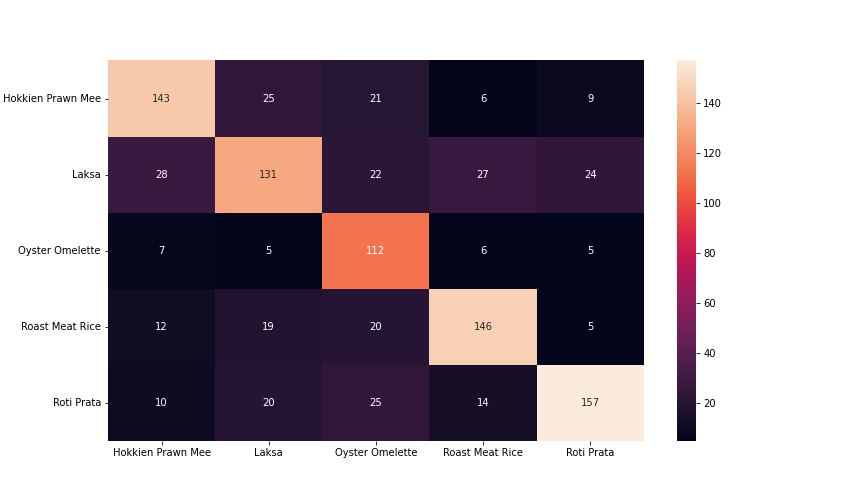 Hokkien Prawn Mee 143 25 21 6 9
Laksa 28 131 22 27 24
Oyster Omelette 7 5 112 6 5
Roast Meat Rice 12 19 20 146 5
Roti Prata 10 20 25 14 157
Hokkien Prawn Mee Laksa Oyster Omelette Roast Meat Rice Roti Prata
140
120
100
80
60
40
20